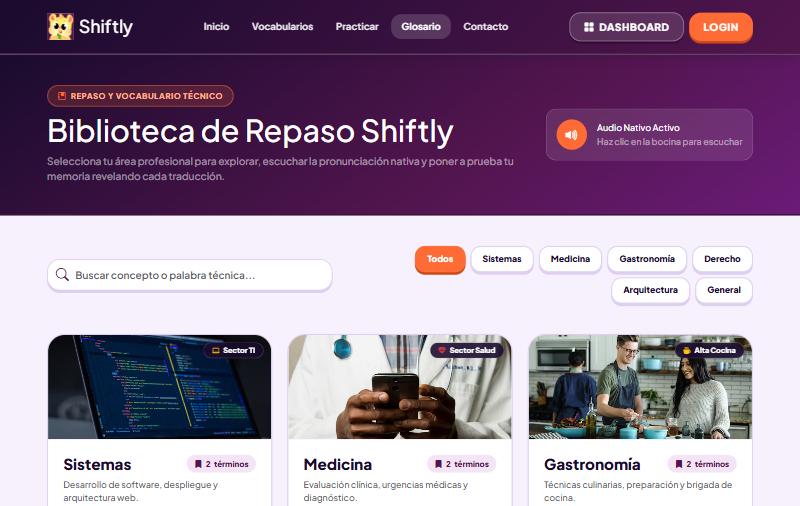 Shiftly
Inicio
Vocabularios
Practicar
Glosario
Contacto
DASHBOARD
LOGIN
REPASO Y VOCABULARIO TÉCNICO
Biblioteca de Repaso Shiftly
Selecciona tu área profesional para explorar, escuchar la pronunciación nativa y poner a prueba tu
memoria revelando cada traducción.
Audio Nativo Activo
Haz clic en la bocina para escuchar
Buscar concepto o palabra técnica...
Todos
Sistemas
Medicina
Gastronomía
Derecho
Arquitectura
General
Sector TI
Sistemas
2 términos
Desarrollo de software, despliegue y
arquitectura web.
Sector Salud
Medicina
2 términos
Evaluación clínica, urgencias médicas y
diagnóstico.
Alta Cocina
Gastronomía
2 términos
Técnicas culinarias, preparación y brigada de
cocina.